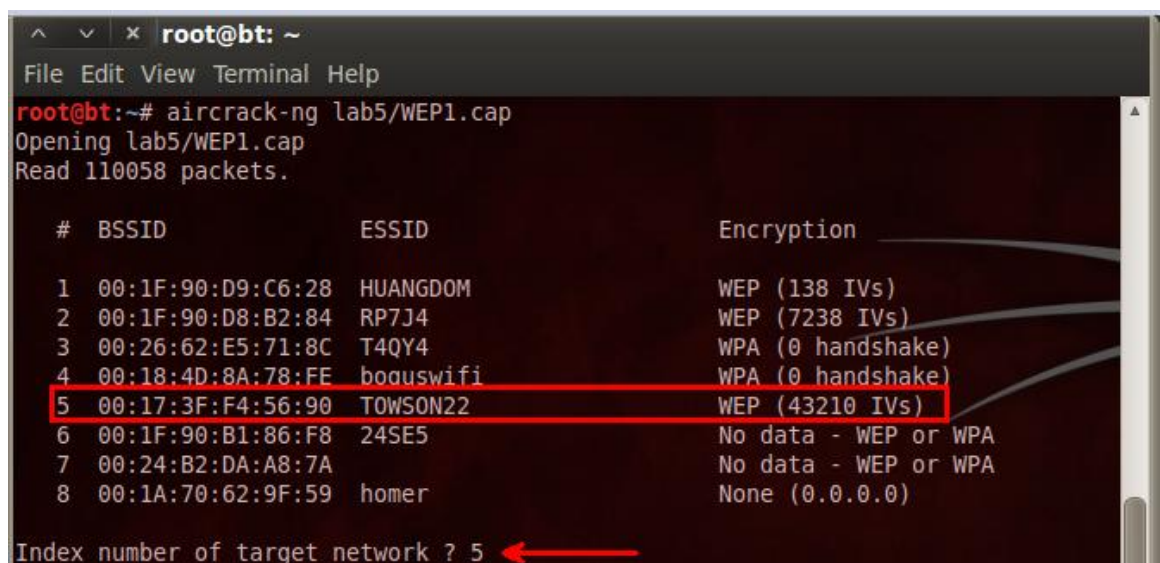 root@bt: ~
File Edit View Terminal Help
root@bt:~# aircrack-ng lab5/WEP1.cap
Opening lab5/WEP1.cap
Read 110058 packets.
# BSSID ESSID Encryption
1 00:1F:90:D9:C6:28 HUANGDOM WEP (138 IVs)
2 00:1F:90:D8:B2:84 RP7J4 WEP (7238 IVs)
3 00:26:62:E5:71:8C T4QY4 WPA (0 handshake)
4 00:18:4D:8A:78:FE boguswifi WPA (0 handshake)
5 00:17:3F:F4:56:90 TOWSON22 WEP (43210 IVs)
6 00:1F:90:B1:86:F8 24SE5 No data - WEP or WPA
7 00:24:B2:DA:A8:7A No data - WEP or WPA
8 00:1A:70:62:9F:59 homer None (0.0.0.0)
Index number of target network ? 5